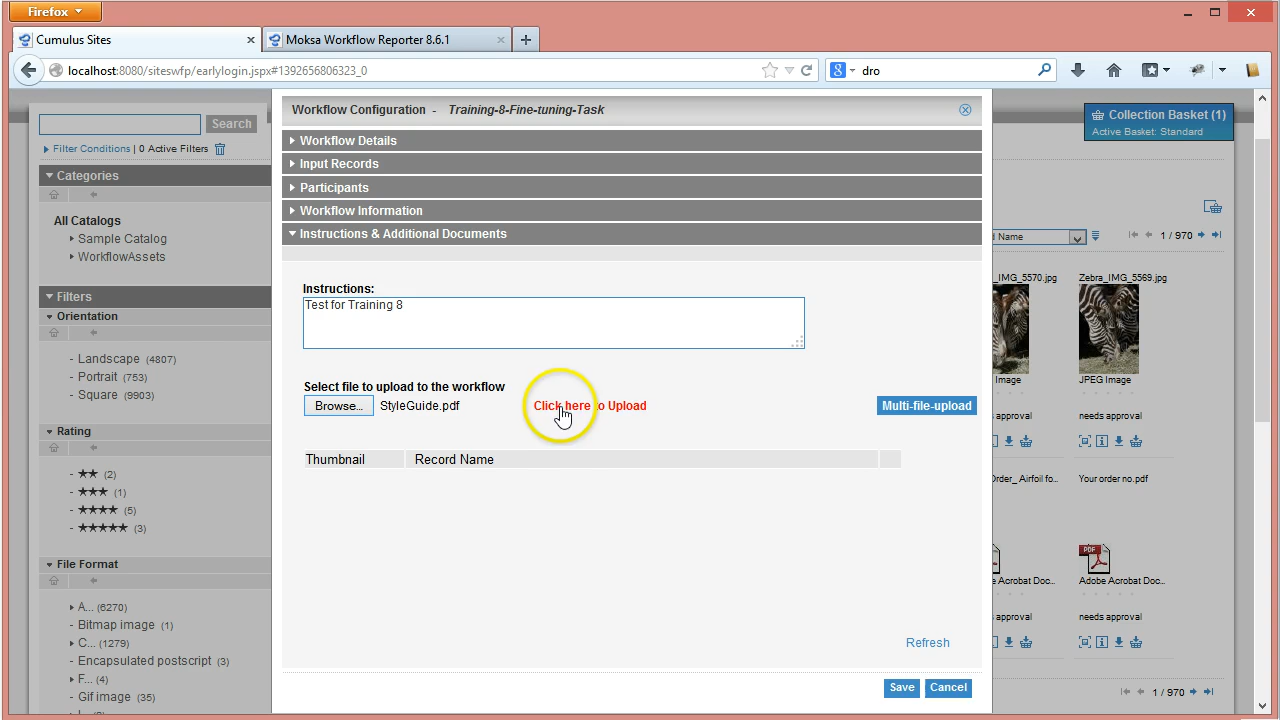 Firefox
Cumulus Sites
Moksa Workflow Reporter 8.6.1
localhost:8080/siteswfp/earlylogin.jspx#1392656806323_0
dro
Search
Filter Conditions | 0 Active Filters
Categories
All Catalogs
Sample Catalog
WorkflowAssets
Filters
Orientation
- Landscape (4807)
- Portrait (753)
- Square (9903)
Rating
- ★★ (2)
- ★★★ (1)
- ★★★★ (5)
- ★★★★★ (3)
File Format
A... (6270)
- Bitmap image (1)
C... (1279)
- Encapsulated postscript (3)
F... (4)
- Gif image (35)
Workflow Configuration - Training-8-Fine-tuning-Task
Workflow Details
Input Records
Participants
Workflow Information
Instructions & Additional Documents
Instructions:
Test for Training 8
Select file to upload to the workflow
Browse... StyleGuide.pdf
Click here to Upload
Multi-file-upload
Thumbnail
Record Name
Refresh
Save
Cancel
Collection Basket (1)
Active Basket: Standard
d Name
1 / 970
_IMG_5570.jpg
Zebra_IMG_5569.jpg
Image
JPEG Image
approval
needs approval
Order_ Airfoil fo...
Your order no.pdf
PDF
Acrobat Doc...
Adobe Acrobat Doc...
approval
needs approval
1 / 970